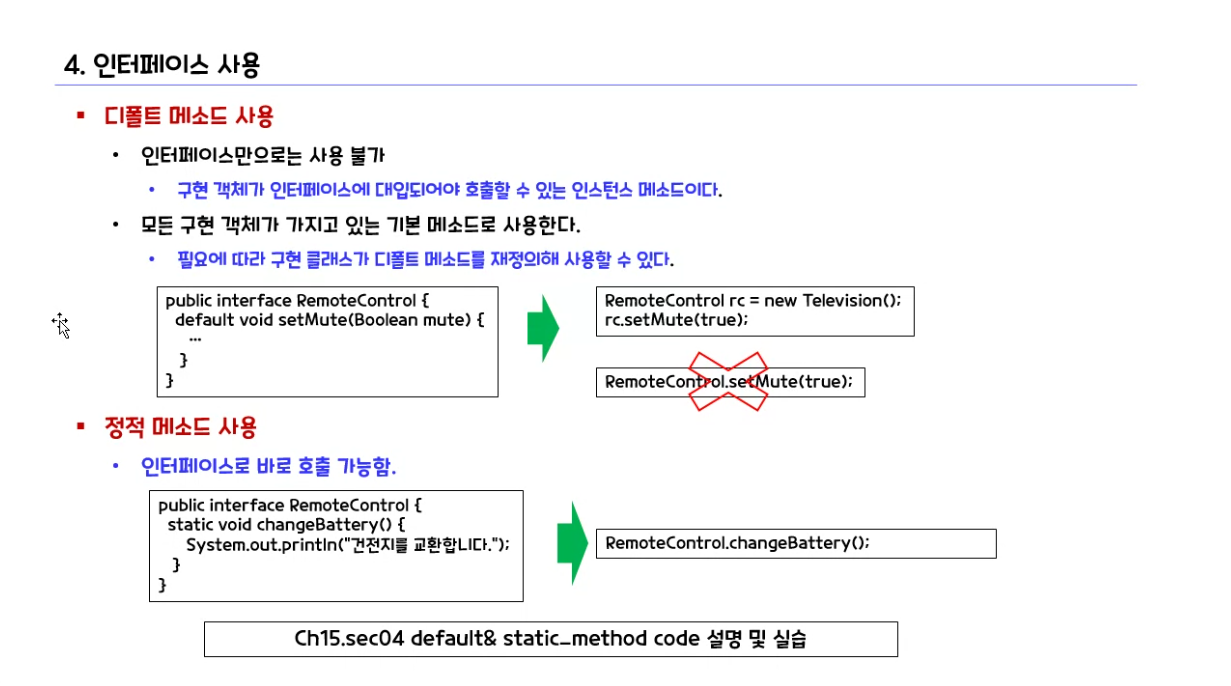 4. 인터페이스 사용
▪ 디폴트 메소드 사용
• 인터페이스만으로는 사용 불가
• 구현 객체가 인터페이스에 대입되어야 호출할 수 있는 인스턴스 메소드이다.
• 모든 구현 객체가 가지고 있는 기본 메소드로 사용한다.
• 필요에 따라 구현 클래스가 디폴트 메소드를 재정의해 사용할 수 있다.
public interface RemoteControl {
default void setMute(Boolean mute) {
…
}
}
RemoteControl rc = new Television();
rc.setMute(true);
RemoteControl.setMute(true);
▪ 정적 메소드 사용
• 인터페이스로 바로 호출 가능함.
public interface RemoteControl {
static void changeBattery() {
System.out.println("건전지를 교환합니다.");
}
}
RemoteControl.changeBattery();
Ch15.sec04 default& static_method code 설명 및 실습